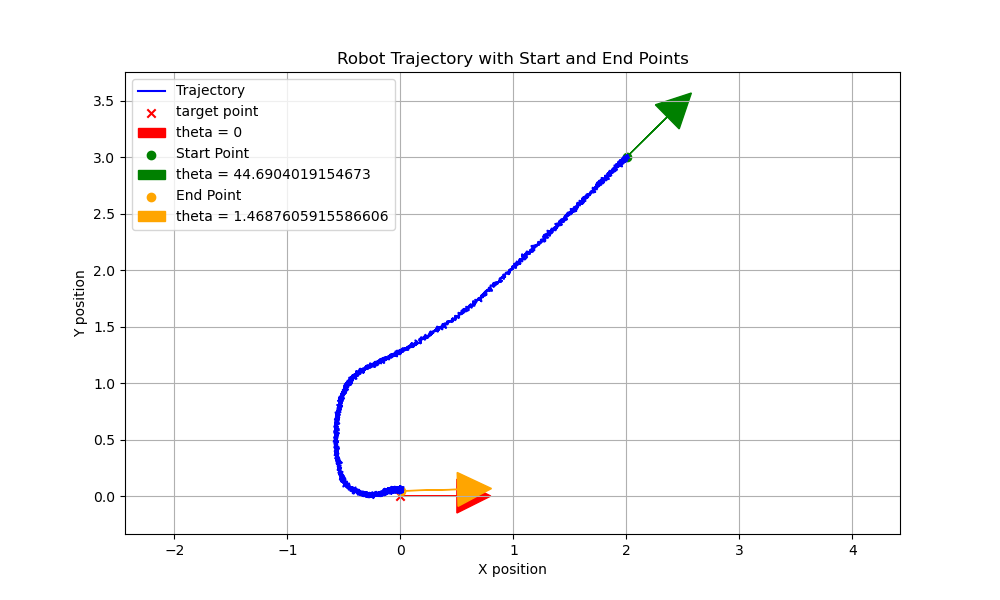 Robot Trajectory with Start and End Points
Trajectory
target point
theta = 0
Start Point
theta = 44.6904019154673
End Point
theta = 1.4687605915586606
Y position
3.5
3.0
2.5
2.0
1.5
1.0
0.5
0.0
−2
−1
0
1
2
3
4
X position